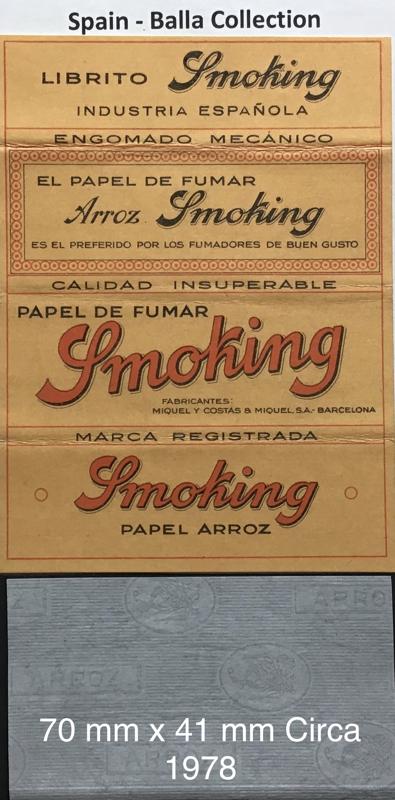 Spain - Balla Collection
LIBRITO Smoking
INDUSTRIA ESPAÑOLA
ENGOMADO MECÁNICO
EL PAPEL DE FUMAR
Arroz Smoking
ES EL PREFERIDO POR LOS FUMADORES DE BUEN GUSTO
CALIDAD INSUPERABLE
PAPEL DE FUMAR
Smoking
FABRICANTES:
MIQUEL Y COSTAS & MIQUEL, S.A.- BARCELONA
MARCA REGISTRADA
Smoking
PAPEL ARROZ
Z
ARRO
ARROZ
70 mm x 41 mm Circa
1978